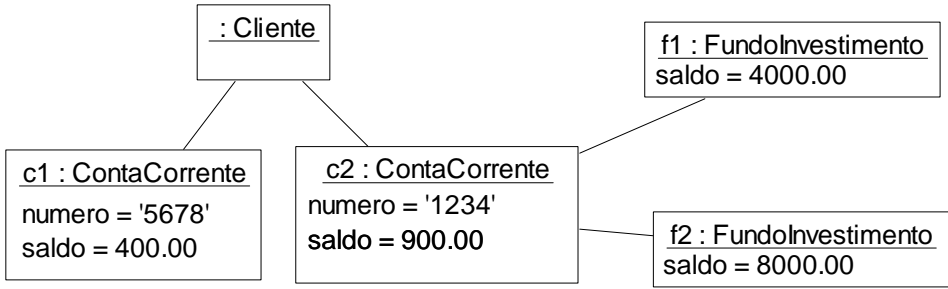 : Cliente
f1 : FundoInvestimento
saldo = 4000.00
c1 : ContaCorrente
numero = '5678'
saldo = 400.00
c2 : ContaCorrente
numero = '1234'
saldo = 900.00
f2 : FundoInvestimento
saldo = 8000.00